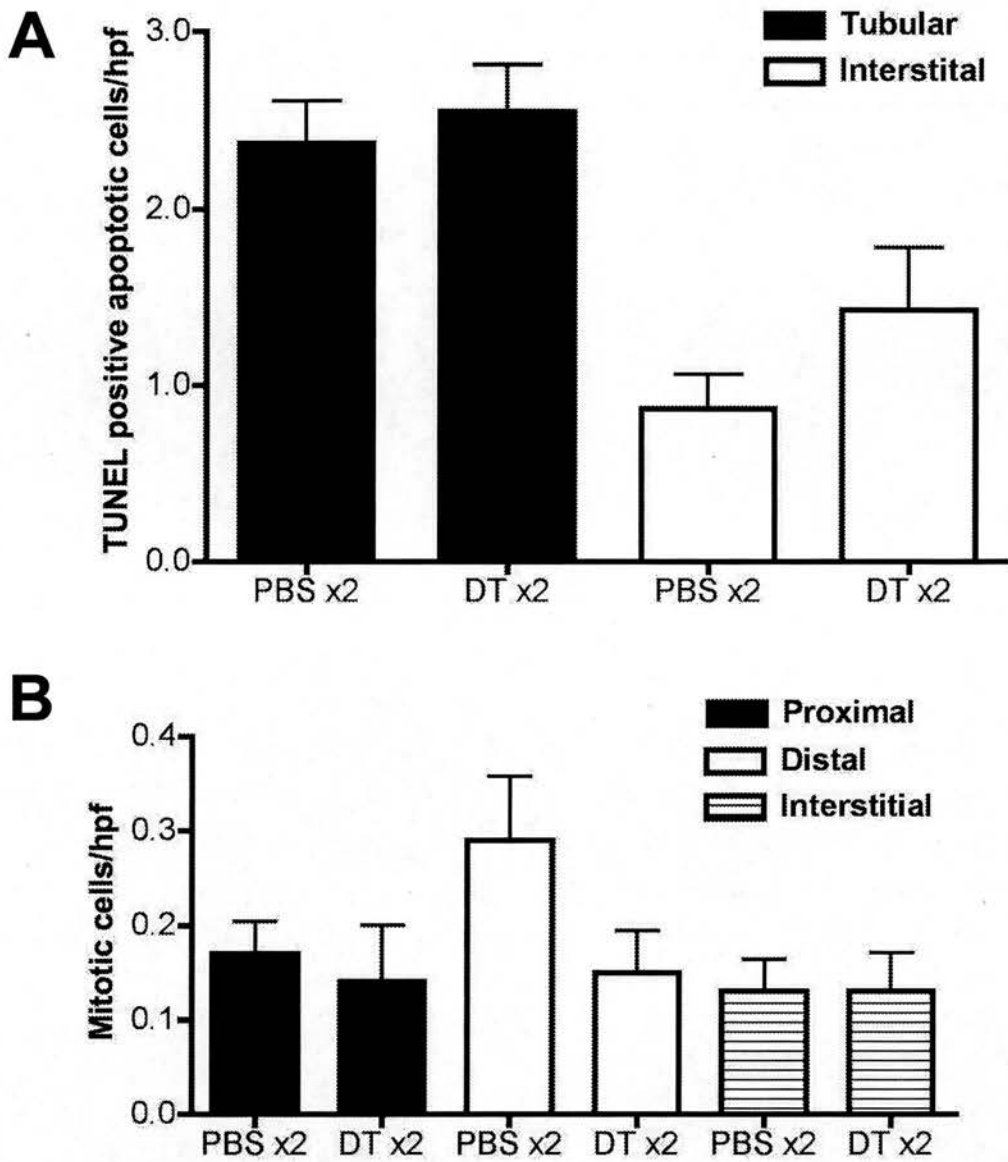 A
TUNEL positive apoptotic cells/hpf
3.0
2.0
1.0
0.0
Tubular
Interstital
PBS x2
DT x2
PBS x2
DT x2
B
Mitotic cells/hpf
0.4
0.3
0.2
0.1
0.0
Proximal
Distal
Interstitial
PBS x2
DT x2
PBS x2
DT x2
PBS x2
DT x2